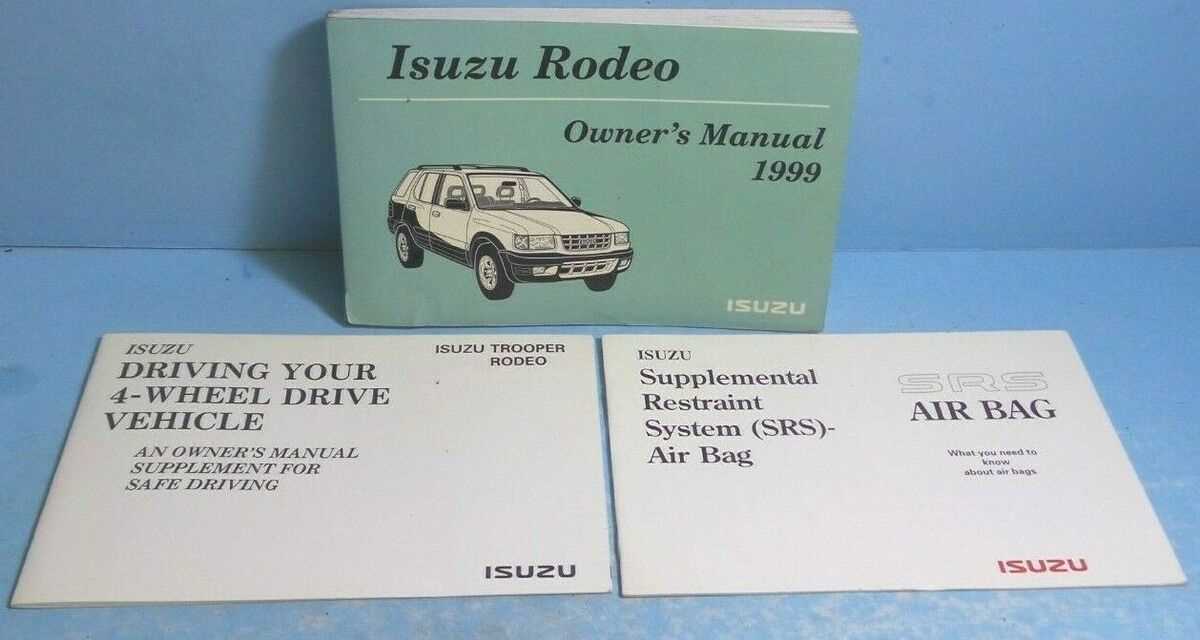 Isuzu Rodeo
Owner's Manual
1999
ISUZU
ISUZU
DRIVING YOUR
4-WHEEL DRIVE
VEHICLE
AN OWNER'S MANUAL
SUPPLEMENT FOR
SAFE DRIVING
ISUZU TROOPER
RODEO
ISUZU
ISUZU
Supplemental
Restraint
System (SRS)-
Air Bag
SRS
AIR BAG
What you need to
know
about air bags
ISUZU